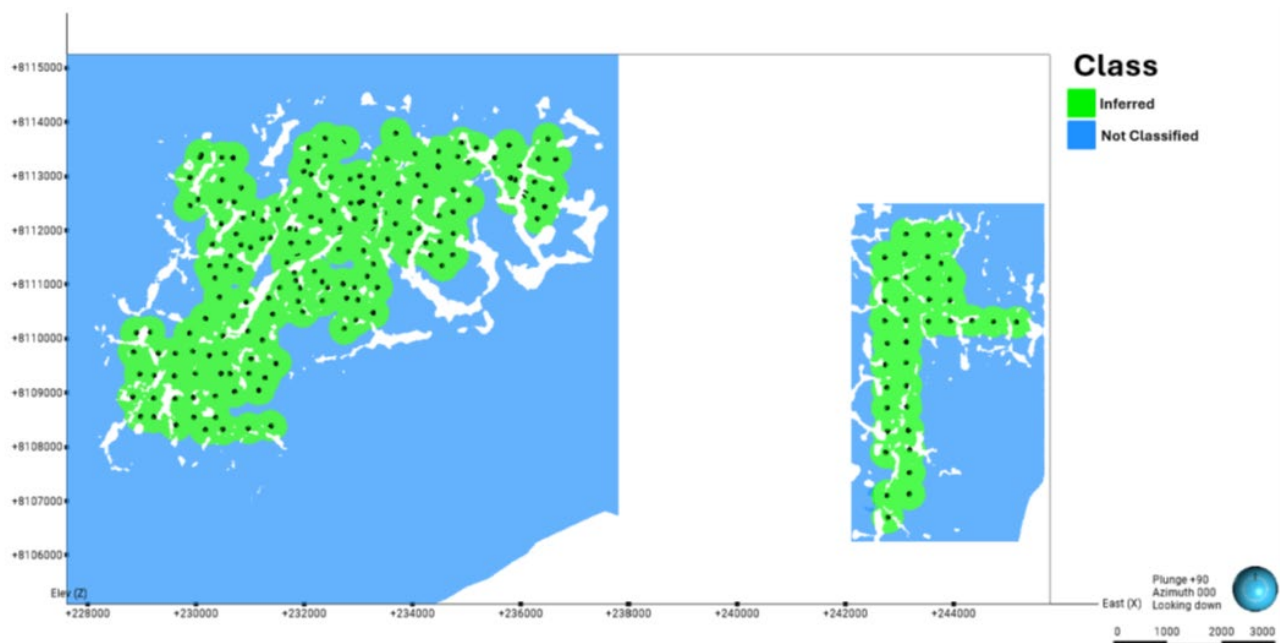 Class
Inferred
Not Classified
+8115000
+8114000
+8113000
+8112000
+8111000
+8110000
+8109000
+8108000
+8107000
+8106000
Elev (Z)
+228000 +230000 +232000 +234000 +236000 +238000 +240000 +242000 +244000
East (X)
Plunge +90
Azimuth 000
Looking down
0 1000 2000 3000